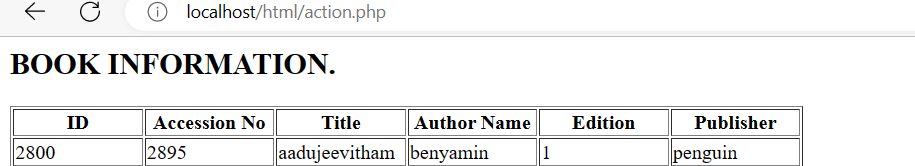 localhost/html/action.php
BOOK INFORMATION.
ID Accession No Title Author Name Edition Publisher
2800 2895 aadujeevitham benyamin 1 penguin